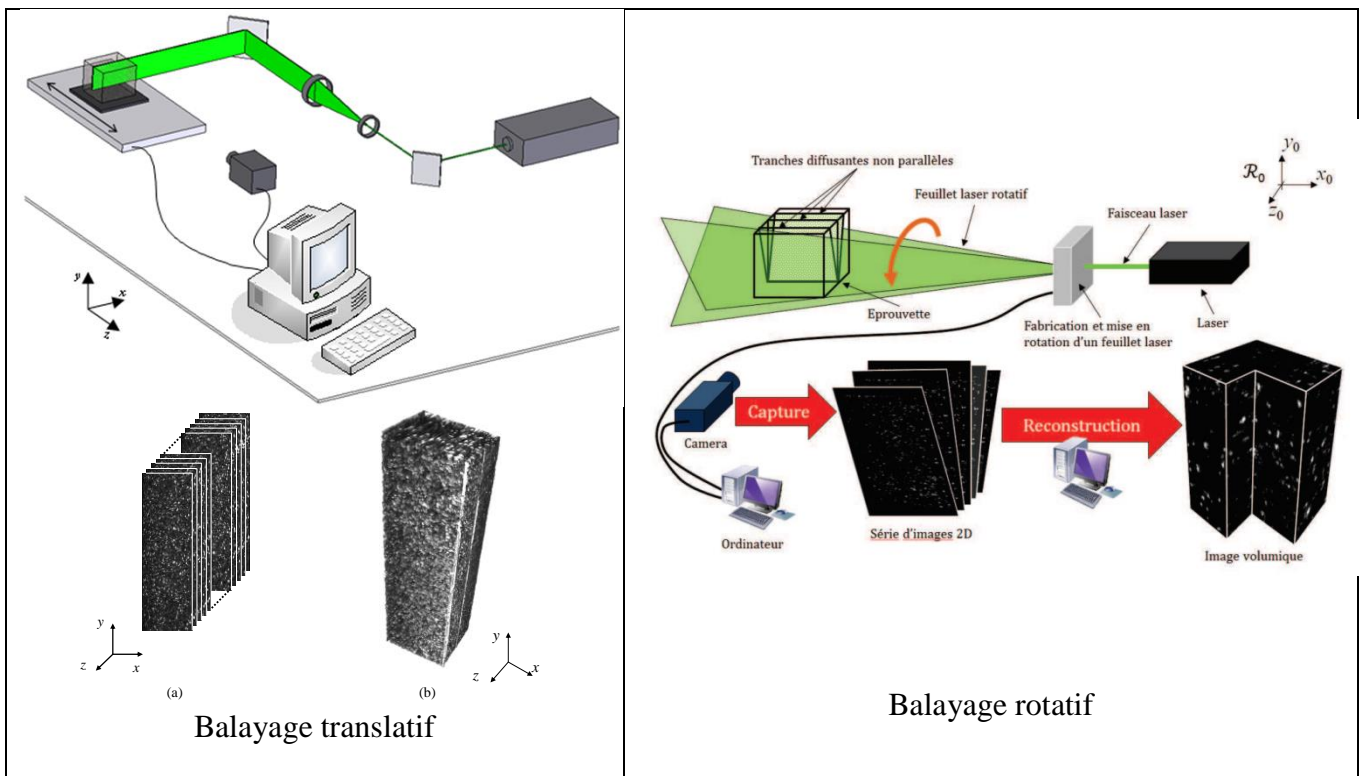 y
x
z
y
z
x
(a)
y
z
x
(b)
Balayage translatif
Tranches diffusantes non parallèles
Feuillet laser rotatif
y0
R0
x0
z0
Faisceau laser
Eprouvette
Laser
Fabrication et mise en
rotation d'un feuillet laser
Capture
Reconstruction
Camera
Ordinateur
Série d'images 2D
Image volumique
Balayage rotatif